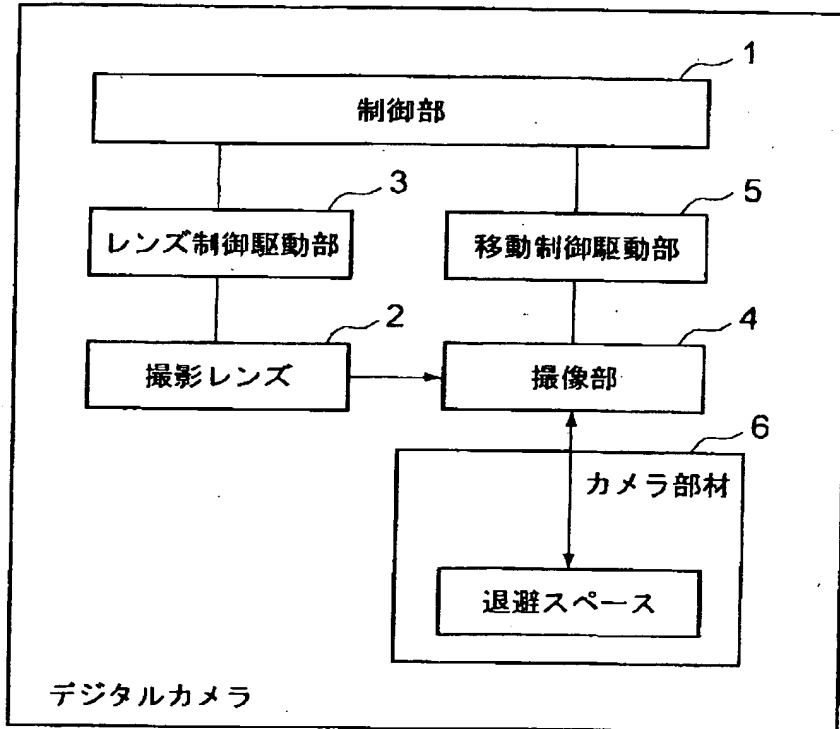 1
制御部
3
レンズ制御駆動部
5
移動制御駆動部
2
撮影レンズ
4
撮像部
6
カメラ部材
退避スペース
デジタルカメラ